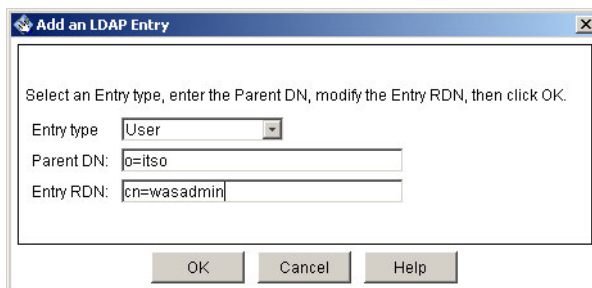 Add an LDAP Entry
Select an Entry type, enter the Parent DN, modify the Entry RDN, then click OK.
Entry type User
Parent DN: o=itso
Entry RDN: cn=wasadmin
OK Cancel Help